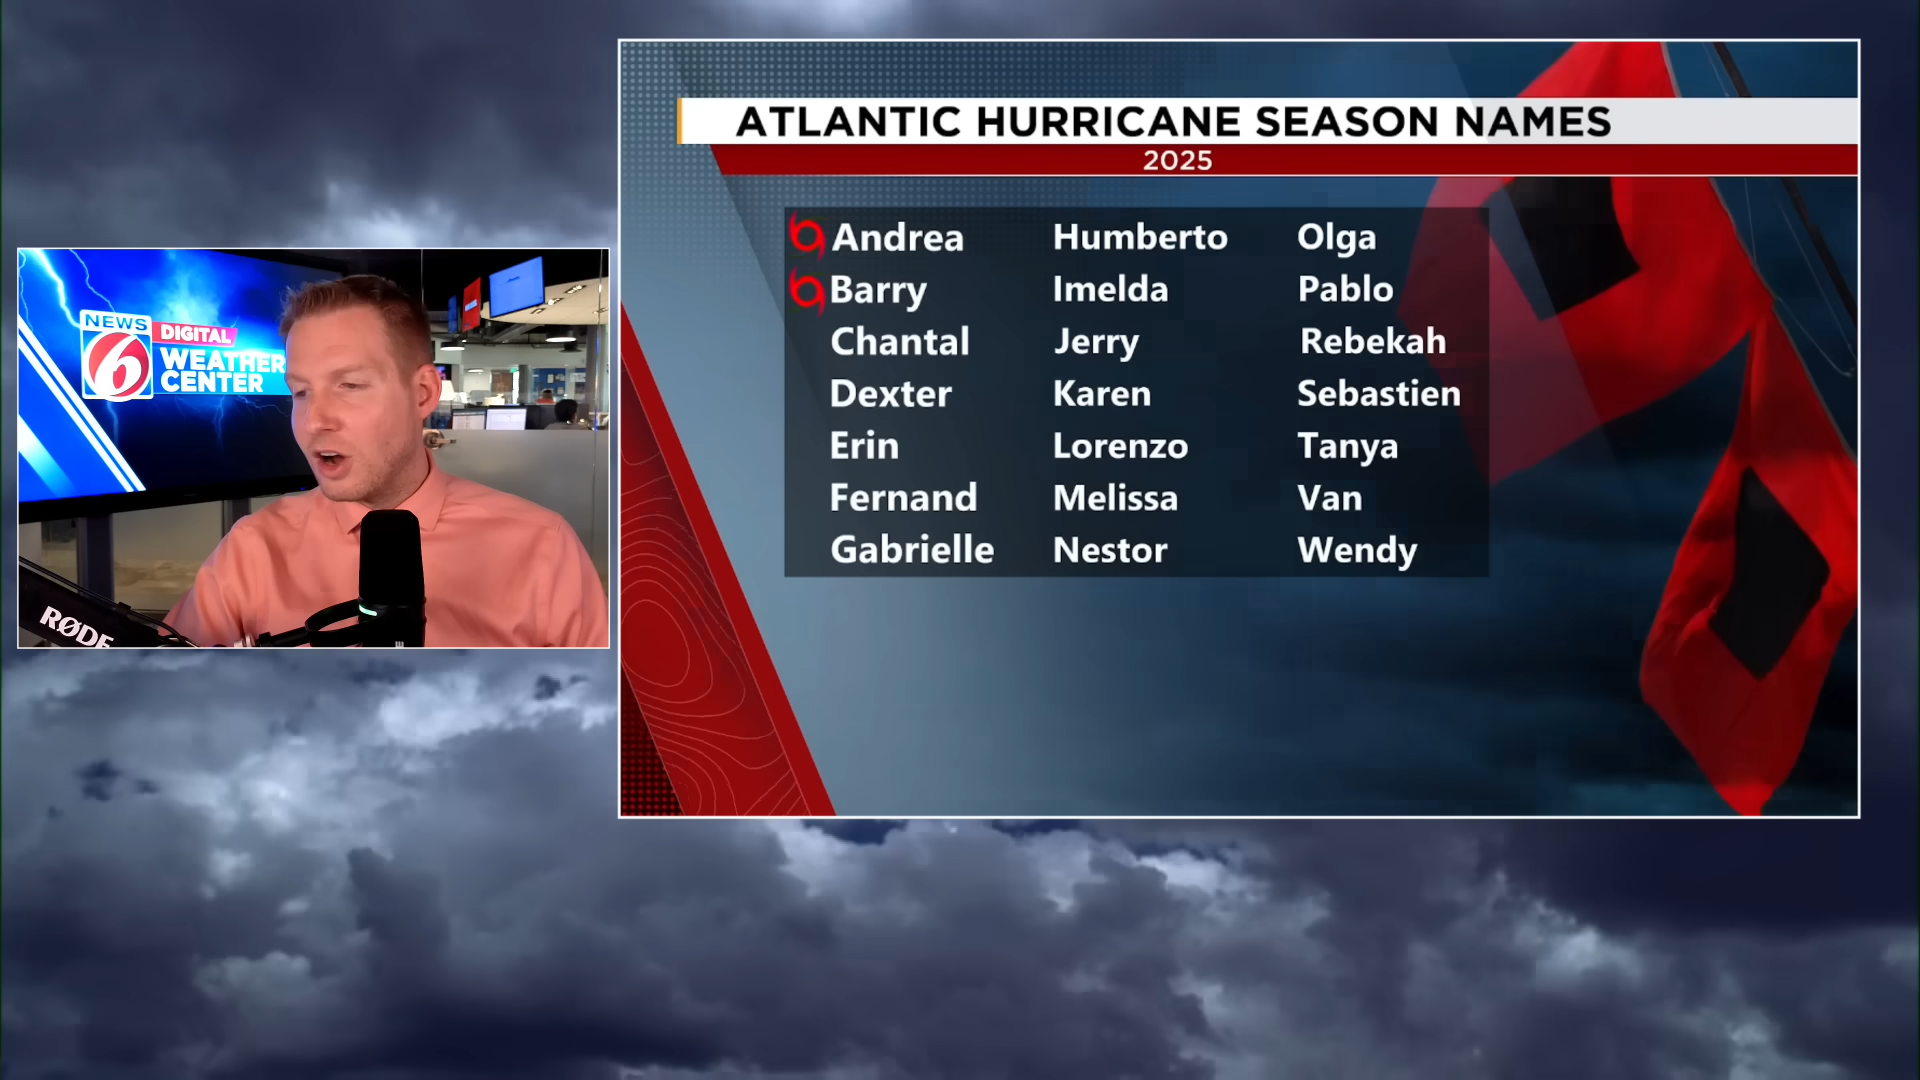 ATLANTIC HURRICANE SEASON NAMES
2025
Andrea Humberto Olga
Barry Imelda Pablo
Chantal Jerry Rebekah
Dexter Karen Sebastien
Erin Lorenzo Tanya
Fernand Melissa Van
Gabrielle Nestor Wendy
NEWS
6
DIGITAL
WEATHER
CENTER
RØDE